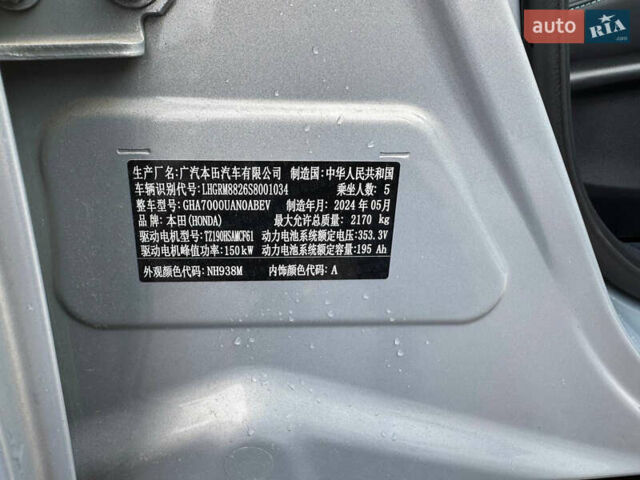 auto RIA .com
生产厂名:广汽本田汽车有限公司 制造国:中华人民共和国
车辆识别代号:LHGRM8826S8001034 乘坐人数: 5
整车型号:GHA7000UAN0ABEV 制造年月:2024年05月
品 牌:本田(HONDA) 最大允许总质量: 2170 kg
驱动电机型号:TZ190HSAMCF61 动力电池系统额定电压:353.3V
驱动电机峰值功率:150kW 动力电池系统额定容量:195 Ah
外观颜色代码: NH938M 内饰颜色代码: A